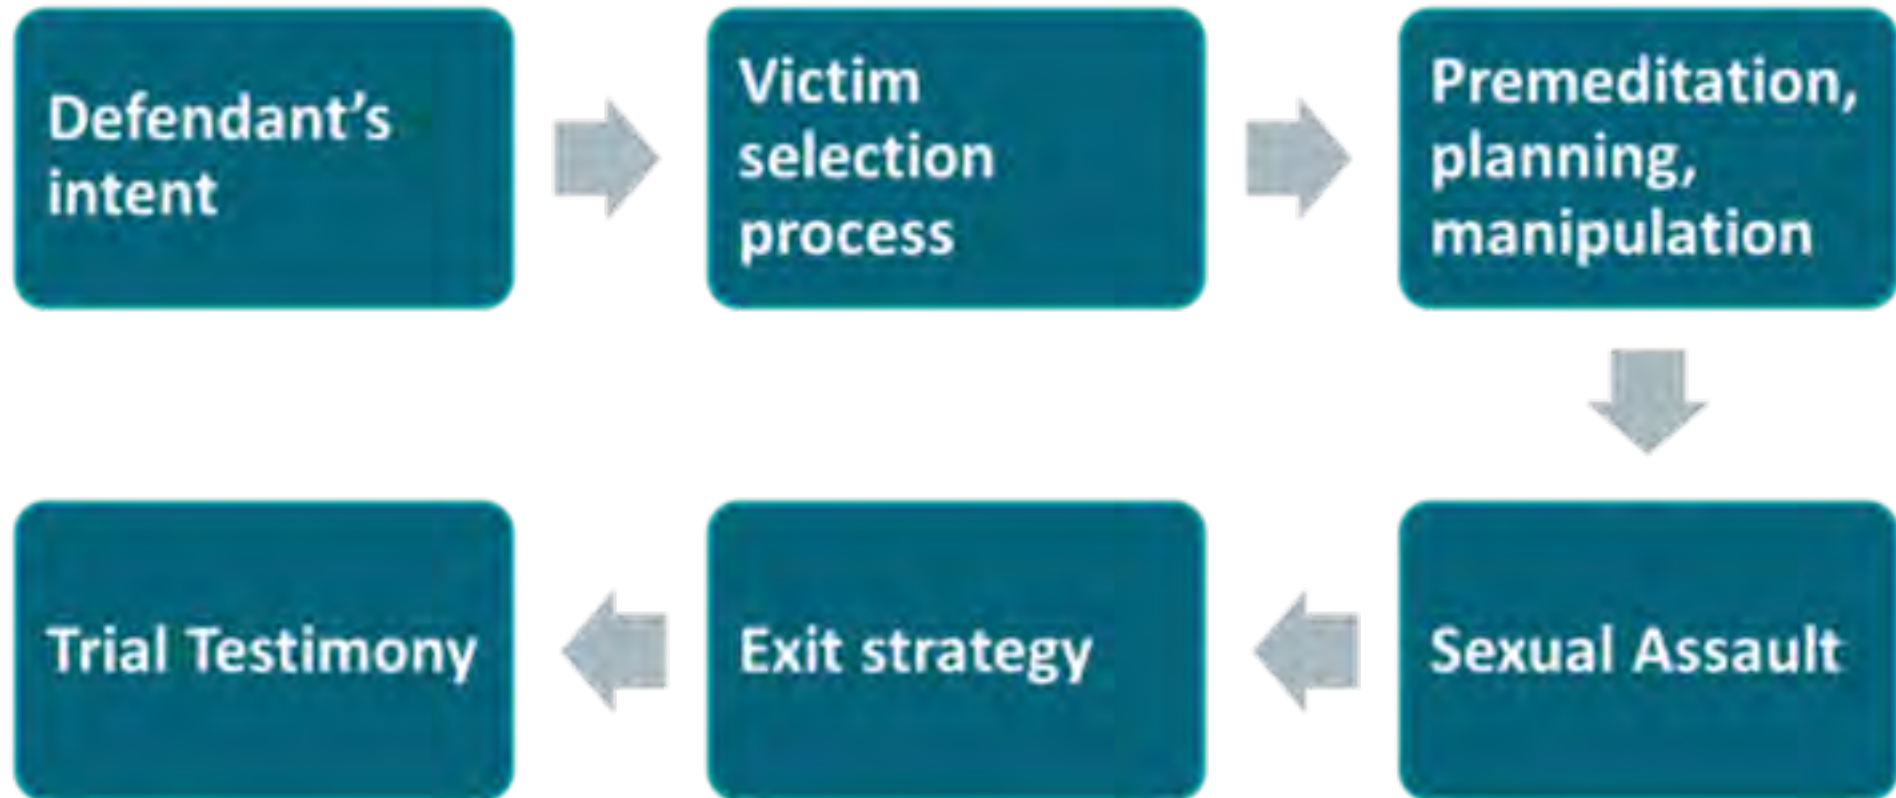 Defendant’s
intent
Victim
selection
process
Premeditation,
planning,
manipulation
Sexual Assault
Exit strategy
Trial Testimony